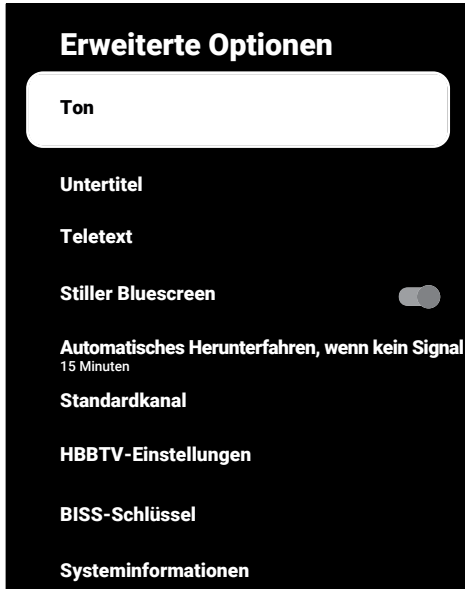 Erweiterte Optionen
Ton
Untertitel
Teletext
Stiller Bluescreen
Automatisches Herunterfahren, wenn kein Signal
15 Minuten
Standardkanal
HBBTV-Einstellungen
BISS-Schlüssel
Systeminformationen